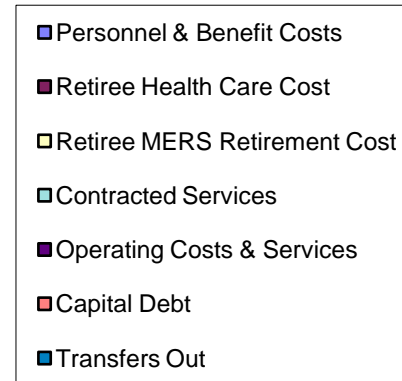 Personnel & Benefit Costs
Retiree Health Care Cost
Retiree MERS Retirement Cost
Contracted Services
Operating Costs & Services
Capital Debt
Transfers Out